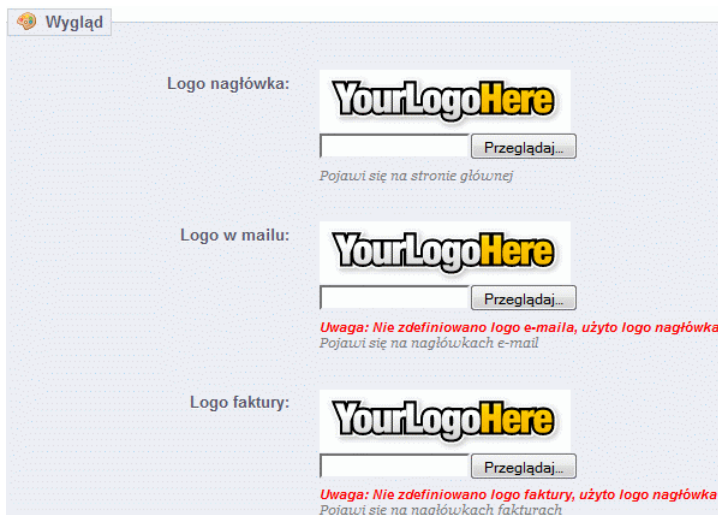 Wygląd
Logo nagłówka:
YourLogoHere
Przeglądaj...
Pojawi się na stronie głównej
Logo w mailu:
YourLogoHere
Przeglądaj...
Uwaga: Nie zdefiniowano logo e-maila, użyto logo nagłówka
Pojawi się na nagłówkach e-mail
Logo faktury:
YourLogoHere
Przeglądaj...
Uwaga: Nie zdefiniowano logo faktury, użyto logo nagłówka
Pojawi się na nagłówkach fakturach